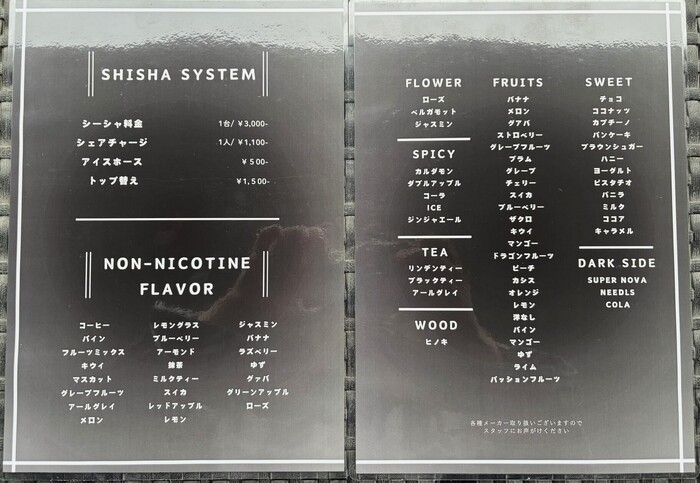 SHISHA SYSTEM
シーシャ料金 1台/ ¥3,000-
シェアチャージ 1人/ ¥1,100-
アイスホース ¥500-
トップ替え ¥1,500-
NON-NICOTINE
FLAVOR
コーヒー レモングラス ジャスミン
パイン ブルーベリー バナナ
フルーツミックス アーモンド ラズベリー
キウイ 抹茶 ゆず
マスカット ミルクティー グァバ
グレープフルーツ スイカ グリーンアップル
アールグレイ レッドアップル ローズ
メロン レモン
FLOWER
ローズ
ベルガモット
ジャスミン
SPICY
カルダモン
ダブルアップル
コーラ
ICE
ジンジャエール
TEA
リンデンティー
ブラックティー
アールグレイ
WOOD
ヒノキ
FRUITS
バナナ
メロン
グアバ
ストロベリー
グレープフルーツ
プラム
グレープ
チェリー
スイカ
ブルーベリー
ザクロ
キウイ
マンゴー
ドラゴンフルーツ
ピーチ
カシス
オレンジ
レモン
洋なし
パイン
マンゴー
ゆず
ライム
パッションフルーツ
SWEET
チョコ
ココナッツ
カプチーノ
パンケーキ
ブラウンシュガー
ハニー
ヨーグルト
ピスタチオ
バニラ
ミルク
ココア
キャラメル
DARK SIDE
SUPER NOVA
NEEDLS
COLA
各種メーカー取り扱いございますので
スタッフにお声がけください